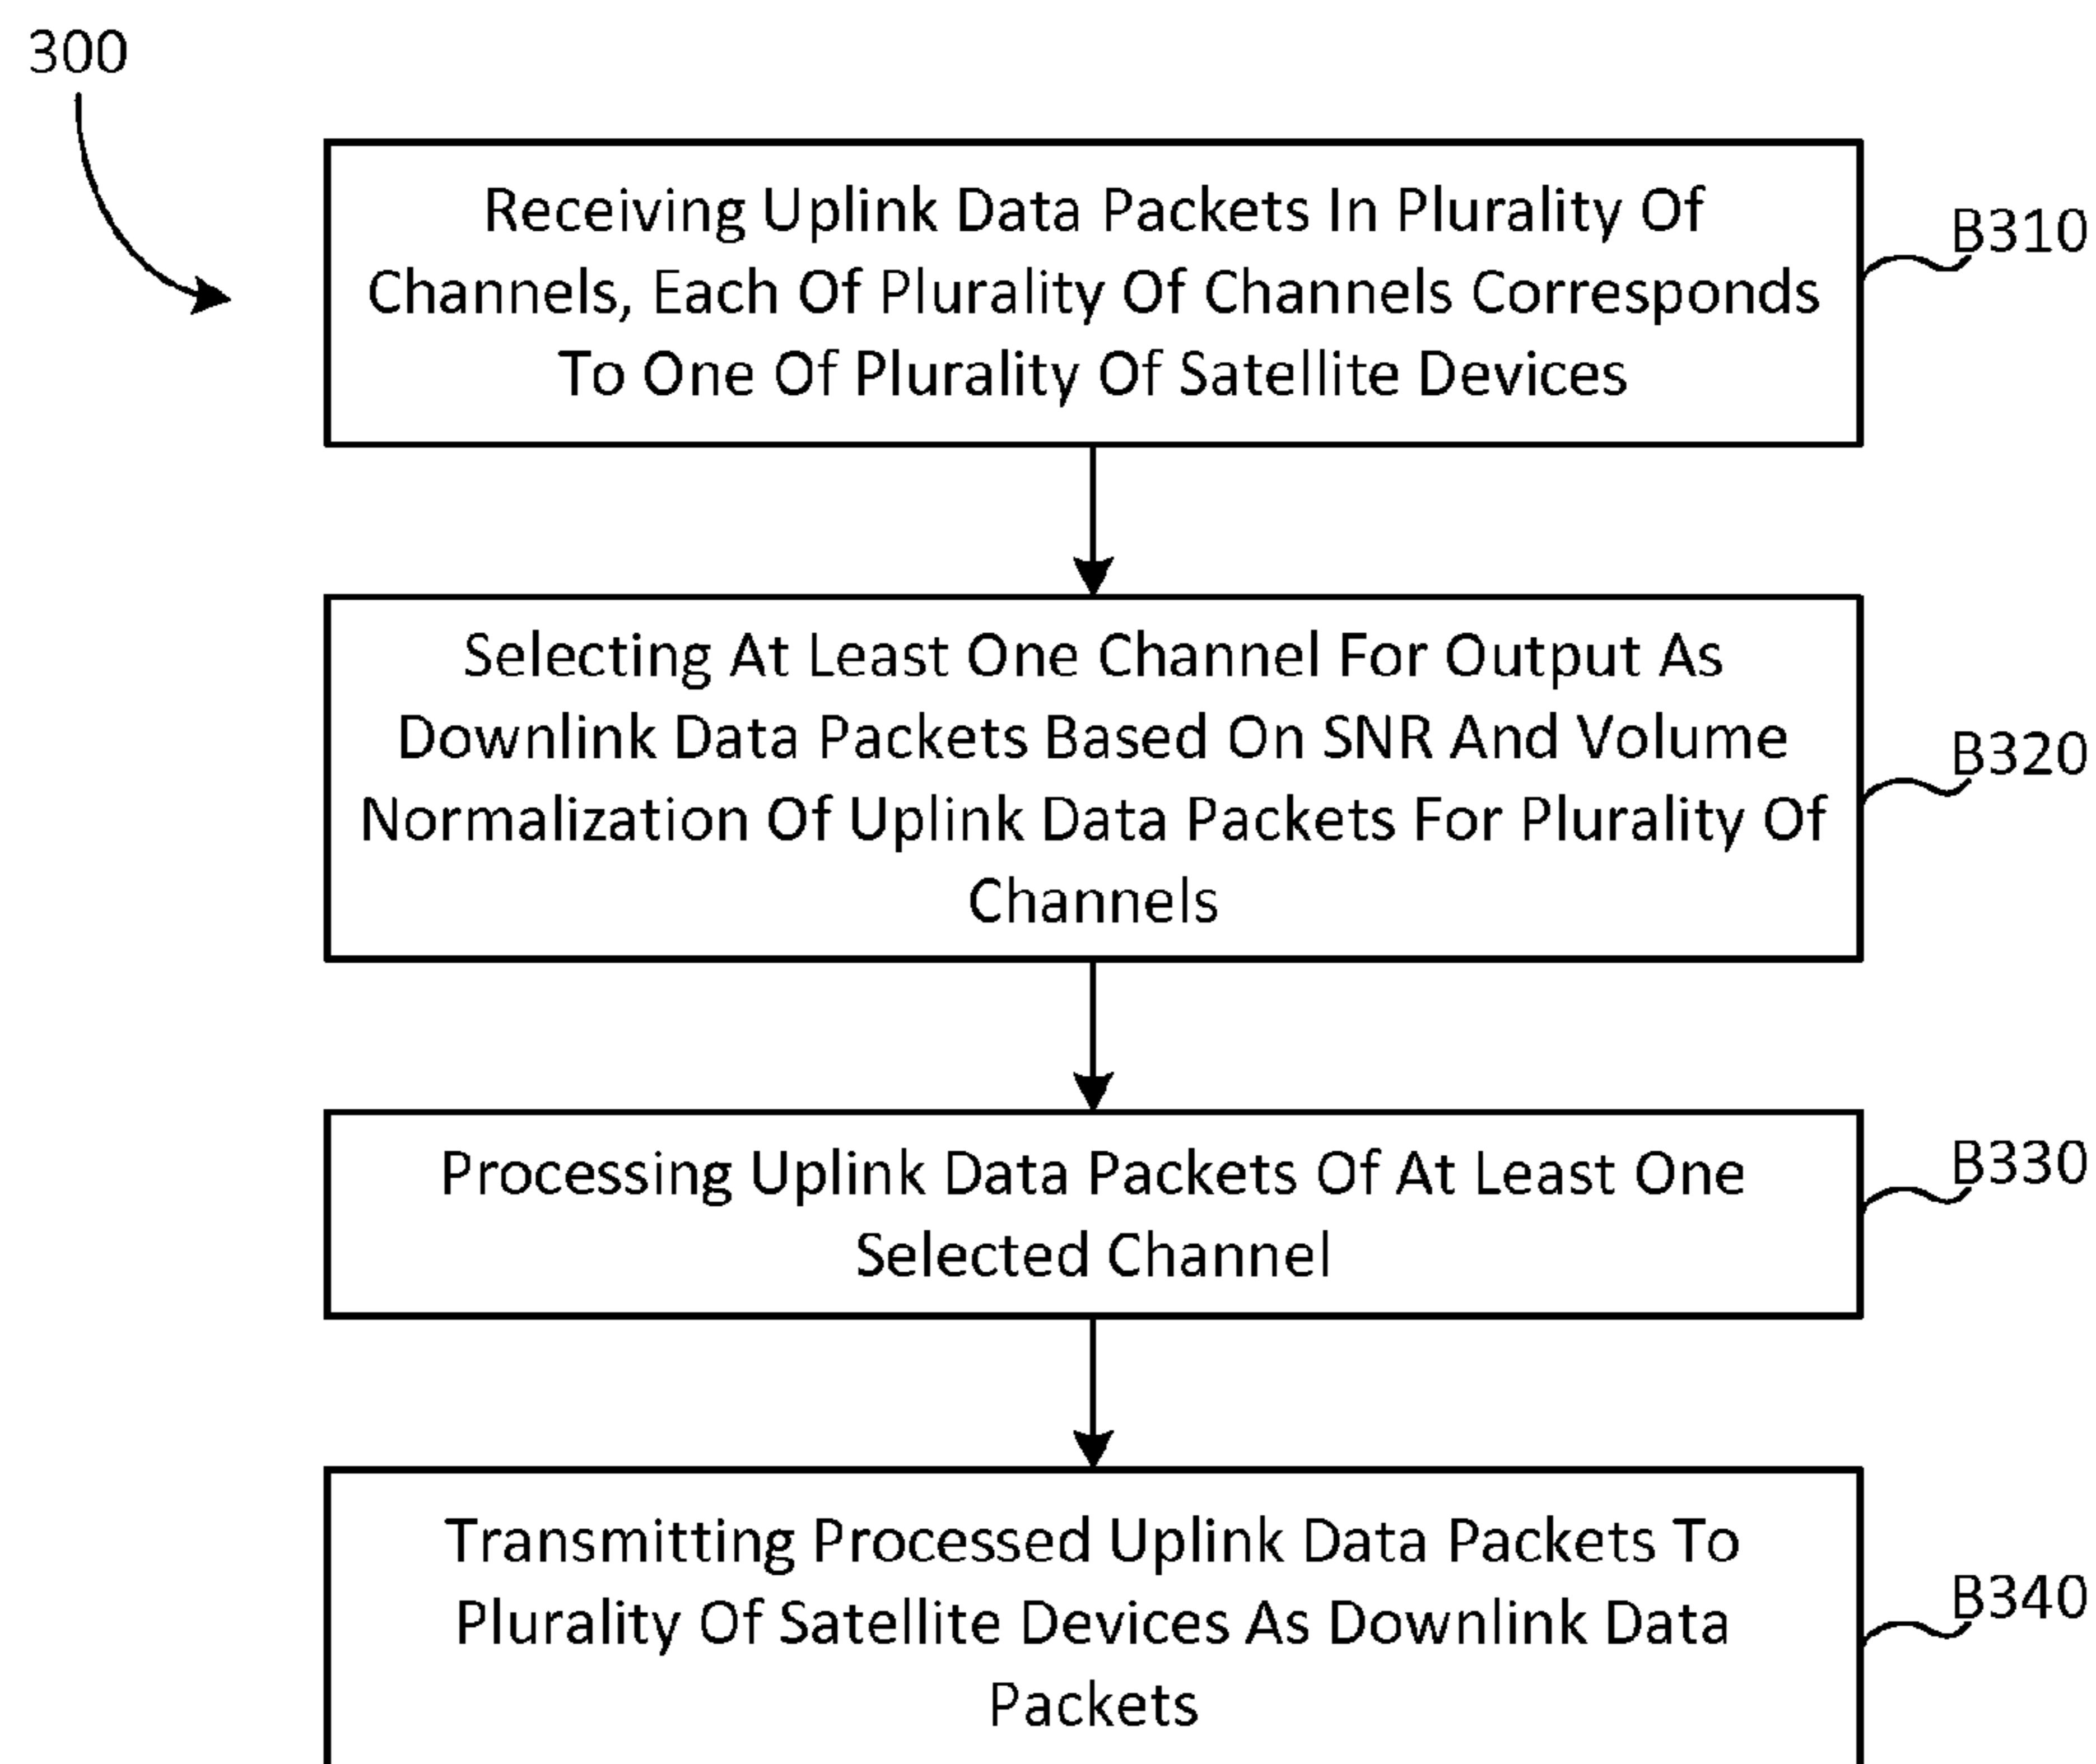 300
Receiving Uplink Data Packets In Plurality Of
Channels, Each Of Plurality Of Channels Corresponds
To One Of Plurality Of Satellite Devices
B310
Selecting At Least One Channel For Output As
Downlink Data Packets Based On SNR And Volume
Normalization Of Uplink Data Packets For Plurality Of
Channels
B320
Processing Uplink Data Packets Of At Least One
Selected Channel
B330
Transmitting Processed Uplink Data Packets To
Plurality Of Satellite Devices As Downlink Data
Packets
B340